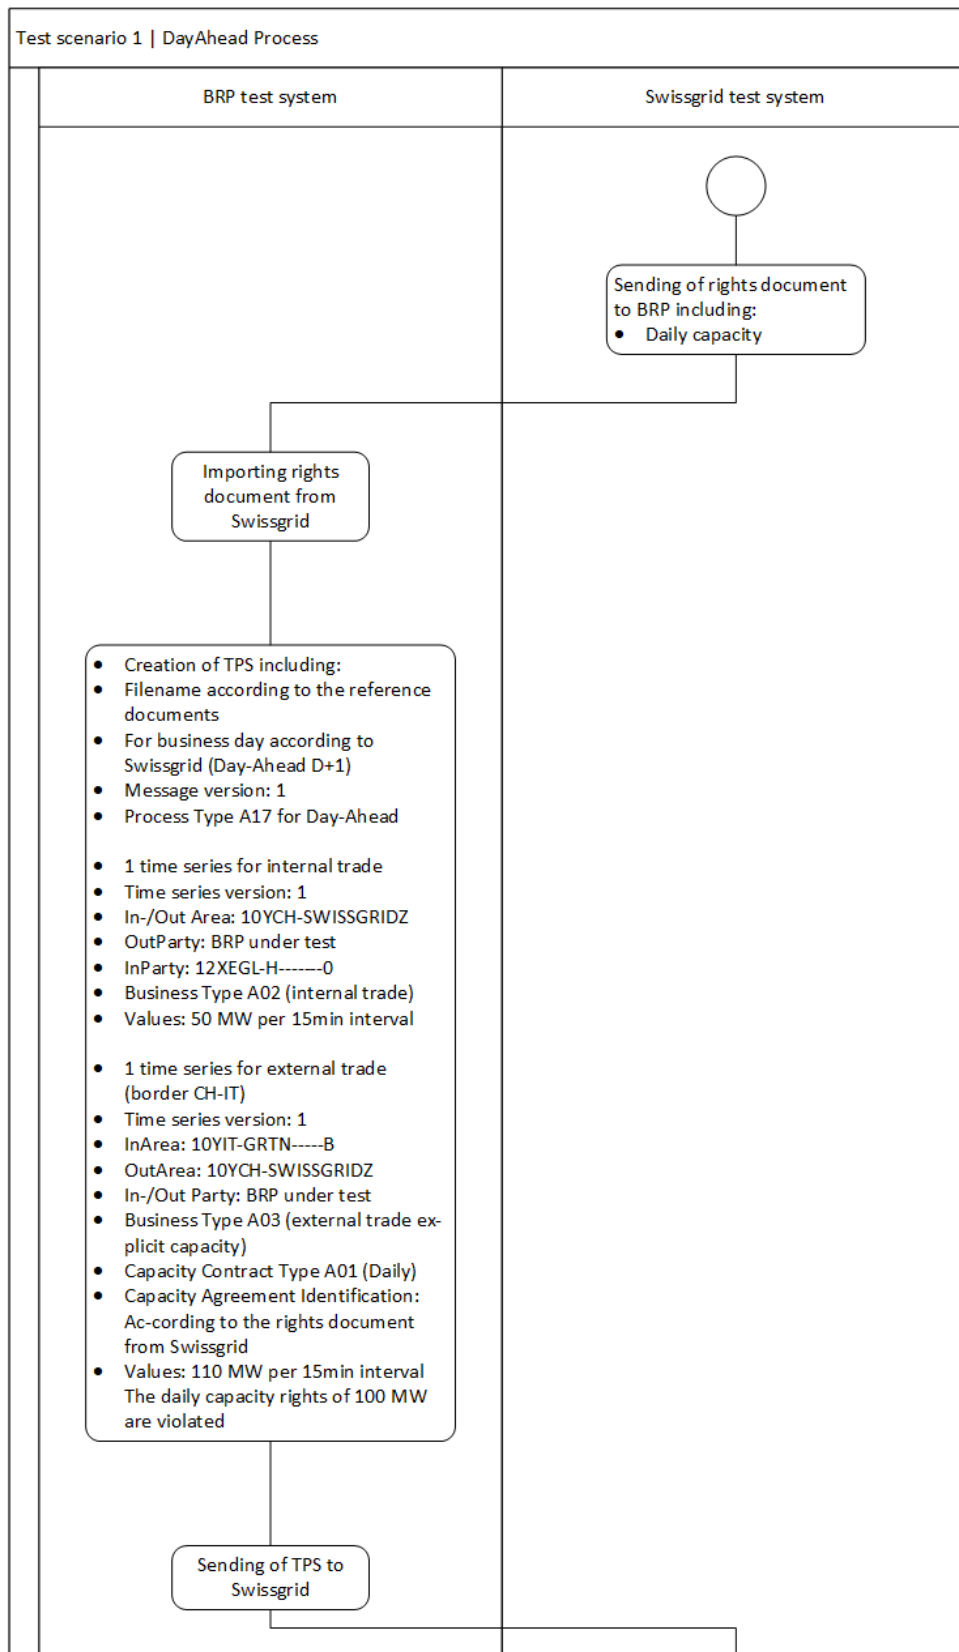 Test scenario 1 | DayAhead Process
BRP test system
Swissgrid test system
Sending of rights document
to BRP including:
• Daily capacity
Importing rights
document from
Swissgrid
• Creation of TPS including:
• Filename according to the reference
documents
• For business day according to
Swissgrid (Day-Ahead D+1)
• Message version: 1
• Process Type A17 for Day-Ahead
• 1 time series for internal trade
• Time series version: 1
• In-/Out Area: 10YCH-SWISSGRIDZ
• OutParty: BRP under test
• InParty: 12XEGL-H-------0
• Business Type A02 (internal trade)
• Values: 50 MW per 15min interval
• 1 time series for external trade
(border CH-IT)
• Time series version: 1
• InArea: 10YIT-GRTN-----B
• OutArea: 10YCH-SWISSGRIDZ
• In-/Out Party: BRP under test
• Business Type A03 (external trade ex-
plicit capacity)
• Capacity Contract Type A01 (Daily)
• Capacity Agreement Identification:
Ac-cording to the rights document
from Swissgrid
• Values: 110 MW per 15min interval
The daily capacity rights of 100 MW
are violated
Sending of TPS to
Swissgrid